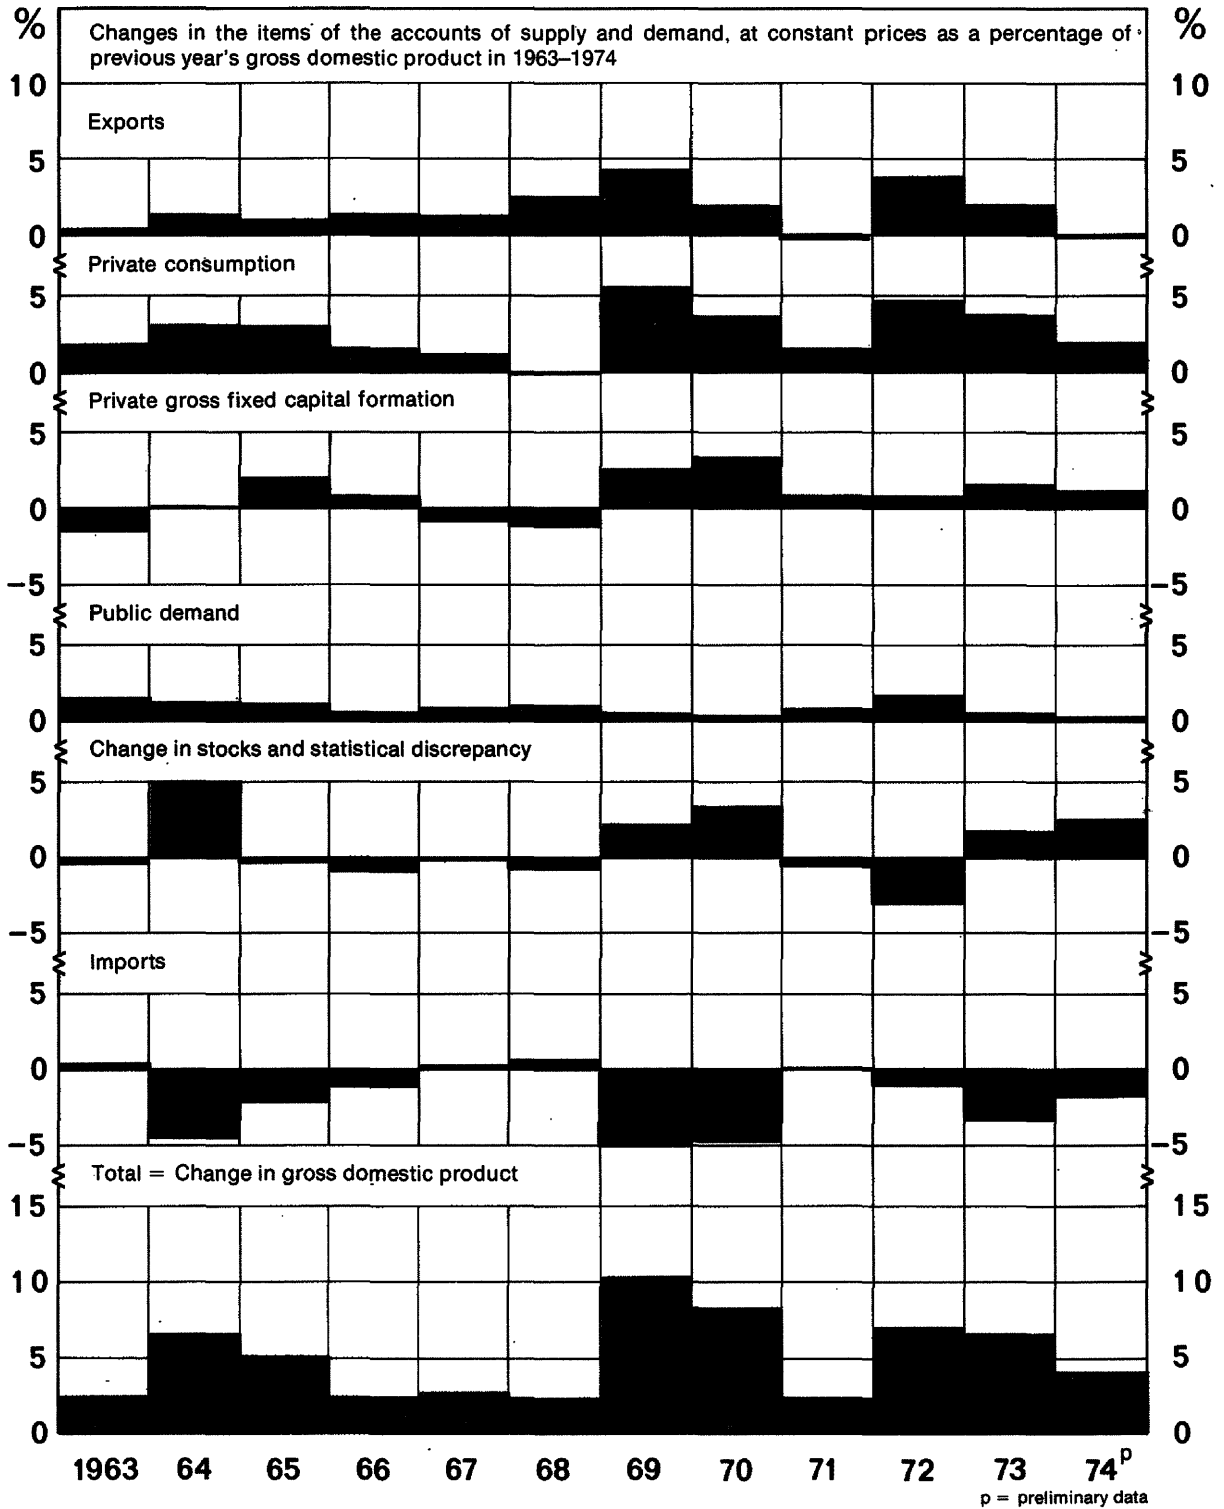 % %
Changes in the items of the accounts of supply and demand, at constant prices as a percentage of
previous year's gross domestic product in 1963–1974
10 10
Exports
5 5
0 0
Private consumption
5 5
0 0
Private gross fixed capital formation
5 5
0 0
-5 -5
Public demand
5 5
0 0
Change in stocks and statistical discrepancy
5 5
0 0
-5 -5
Imports
5 5
0 0
-5 -5
Total = Change in gross domestic product
15 15
10 10
5 5
0 0
1963 64 65 66 67 68 69 70 71 72 73 74p
p = preliminary data